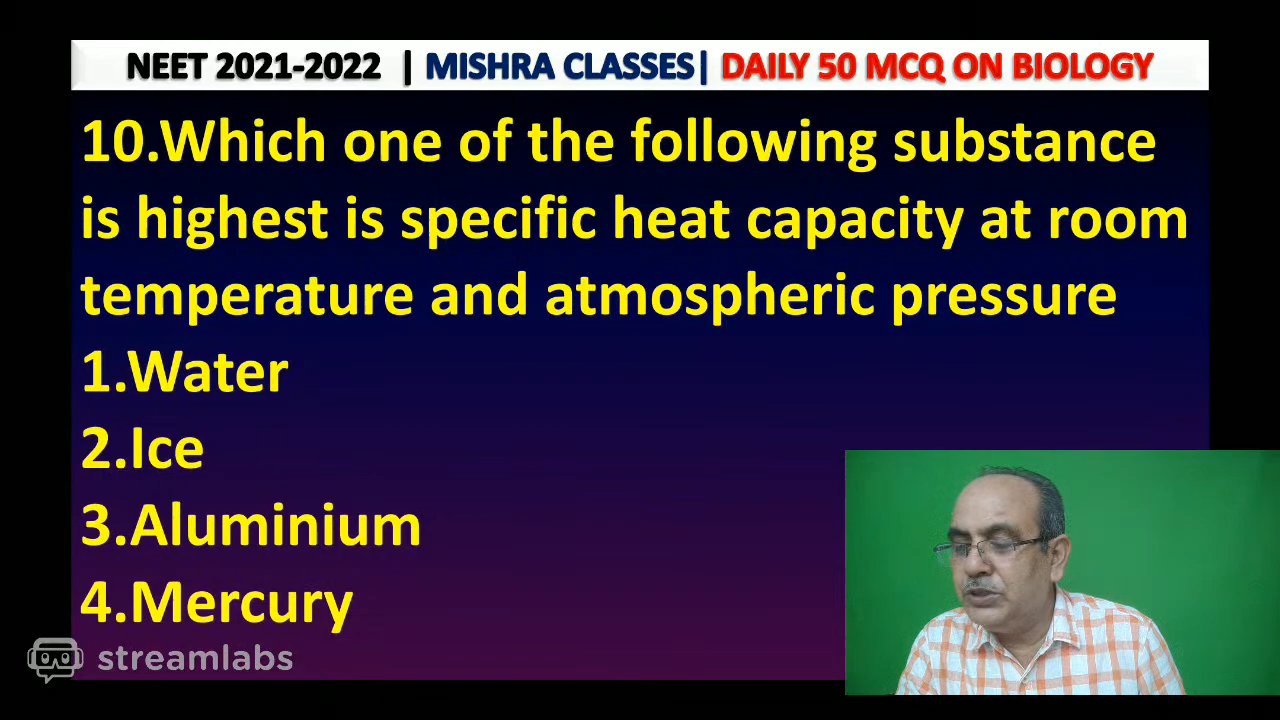 NEET 2021-2022 | MISHRA CLASSES| DAILY 50 MCQ ON BIOLOGY
10.Which one of the following substance
is highest is specific heat capacity at room
temperature and atmospheric pressure
1.Water
2.Ice
3.Aluminium
4.Mercury
streamlabs